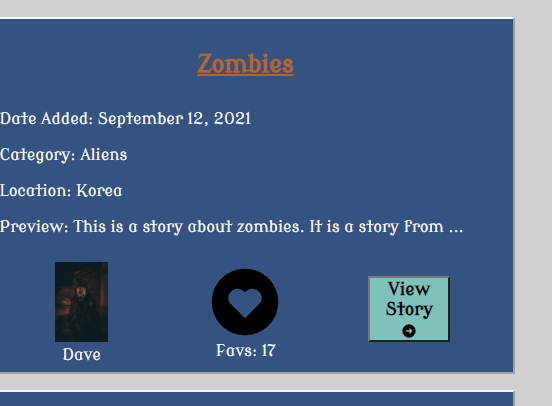 Zombies
Date Added: September 12, 2021
Category: Aliens
Location: Korea
Preview: This is a story about zombies. It is a story from ...
Dave
Favs: 17
View
Story